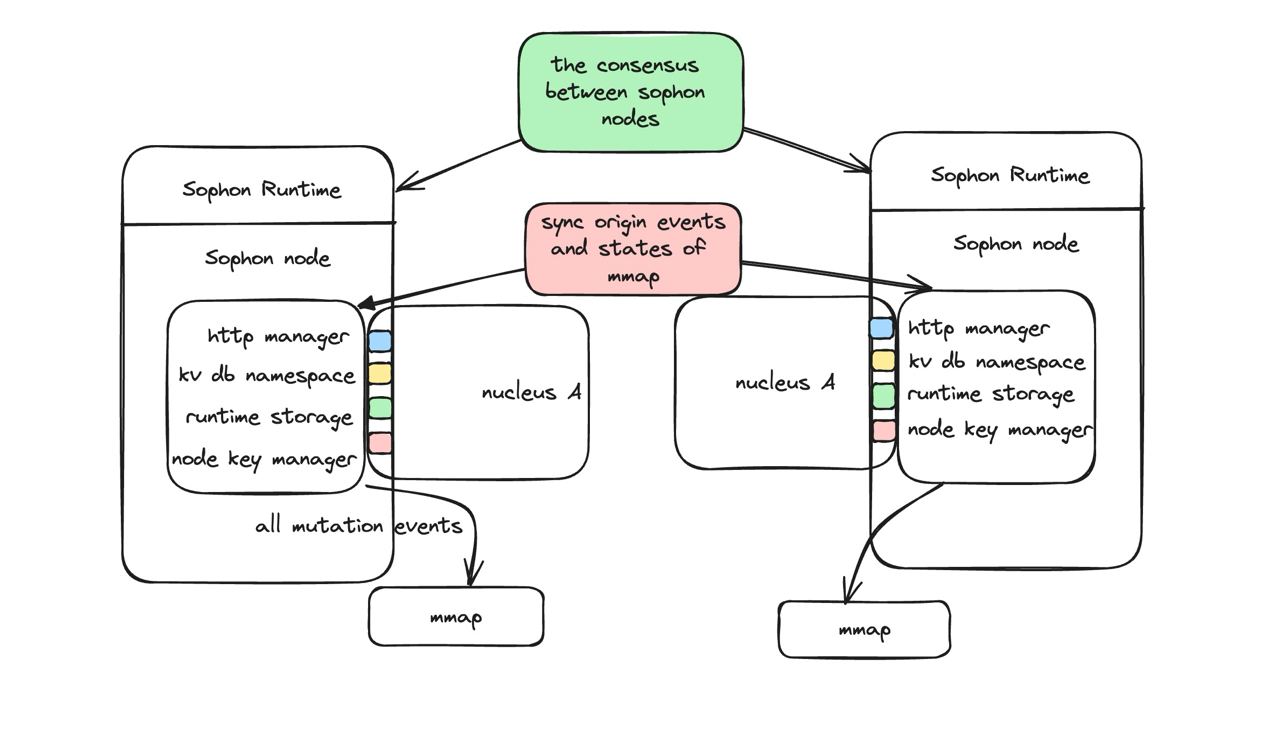 the consensus
between sophon
nodes
Sophon Runtime
Sophon Runtime
sync origin events
and states of
mmap
Sophon node
Sophon node
http manager
kv db namespace
runtime storage
node key manager
nucleus A
nucleus A
http manager
kv db namespace
runtime storage
node key manager
all mutation events
mmap
mmap